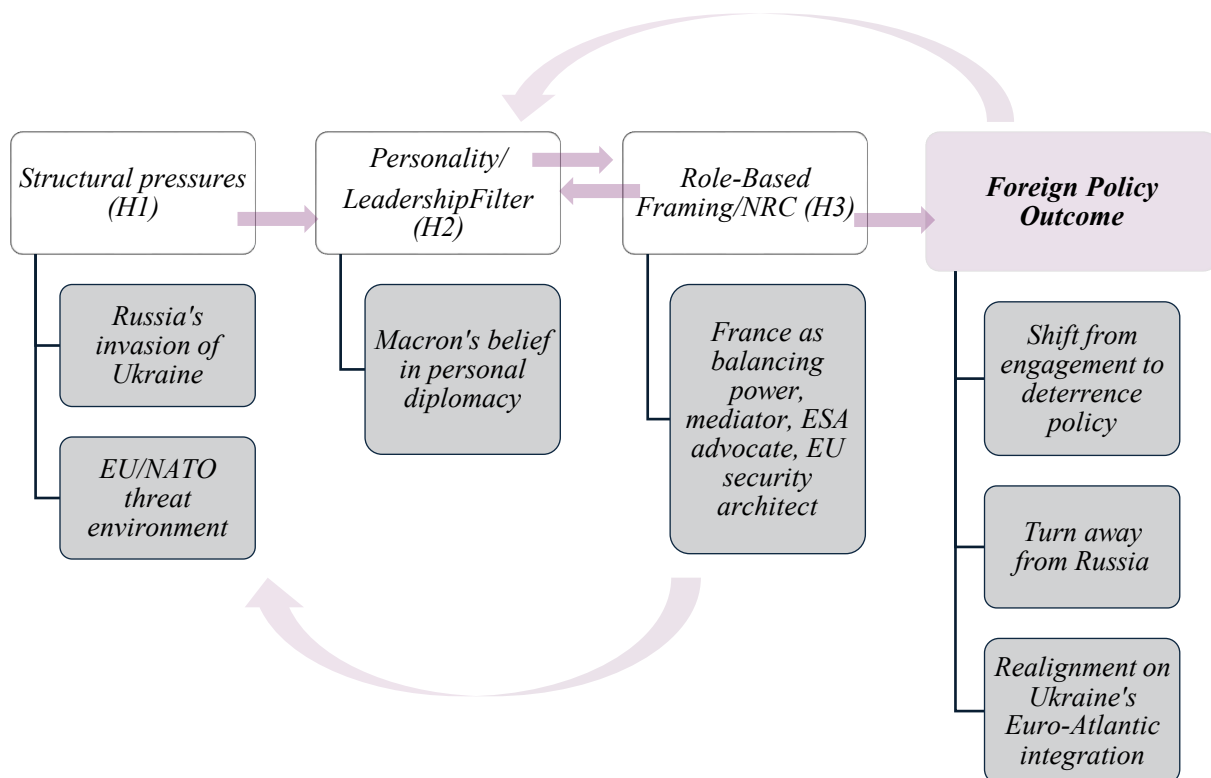 Structural pressures
(H1)
Russia's
invasion of
Ukraine
EU/NATO
threat
environment
Personality/
LeadershipFilter
(H2)
Macron's belief
in personal
diplomacy
Role-Based
Framing/NRC (H3)
France as
balancing
power,
mediator, ESA
advocate, EU
security
architect
Foreign Policy
Outcome
Shift from
engagement to
deterrence
policy
Turn away
from Russia
Realignment on
Ukraine's
Euro-Atlantic
integration